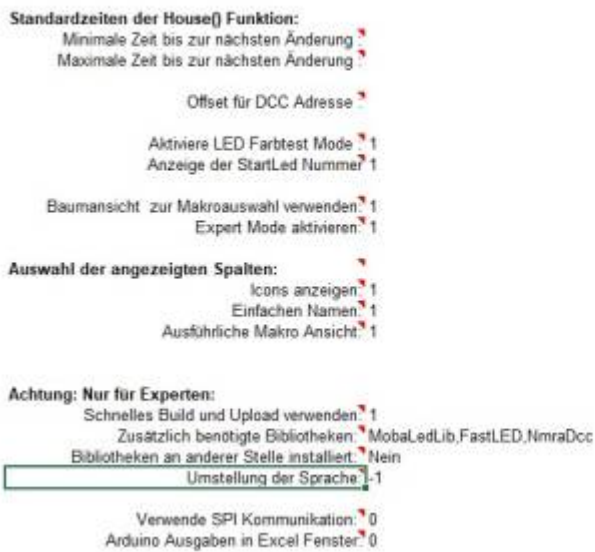 Standardzeiten der House() Funktion:
Minimale Zeit bis zur nächsten Änderung
Maximale Zeit bis zur nächsten Änderung
Offset für DCC Adresse
Aktiviere LED Farbtest Mode 1
Anzeige der StartLed Nummer 1
Baumansicht zur Makroauswahl verwenden: 1
Expert Mode aktivieren: 1
Auswahl der angezeigten Spalten:
Icons anzeigen: 1
Einfachen Namen: 1
Ausführliche Makro Ansicht: 1
Achtung: Nur für Experten:
Schnelles Build und Upload verwenden: 1
Zusätzlich benötigte Bibliotheken: MobaLedLib,FastLED,NmraDcc
Bibliotheken an anderer Stelle installiert: Nein
Umstellung der Sprache: -1
Verwende SPI Kommunikation: 0
Arduino Ausgaben in Excel Fenster: 0